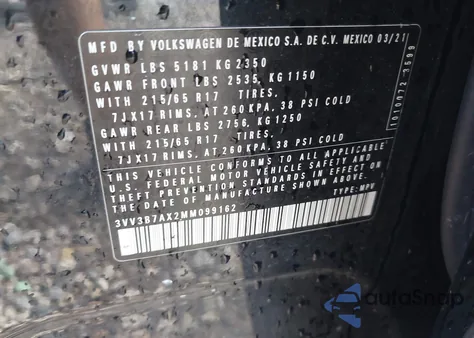 MFD BY VOLKSWAGEN DE MEXICO S.A. DE C.V. MEXICO 03/21
GVWR LBS 5181 KG 2350
GAWR FRONT LBS 2535, KG 1150
WITH 215/65 R17 TIRES.
7JX17 RIMS, AT 260 KPA, 38 PSI COLD
GAWR REAR LBS 2756, KG 1250
WITH 215/65 R17 TIRES.
7JX17 RIMS, AT 260 KPA, 38 PSI COLD
THIS VEHICLE CONFORMS TO ALL APPLICABLE
U.S. FEDERAL MOTOR VEHICLE SAFETY AND
THEFT PREVENTION STANDARDS IN EFFECT ON
THE DATE OF MANUFACTURE SHOWN ABOVE.
3VV3B7AX2MM099162 TYPE: MPV
autoSnap